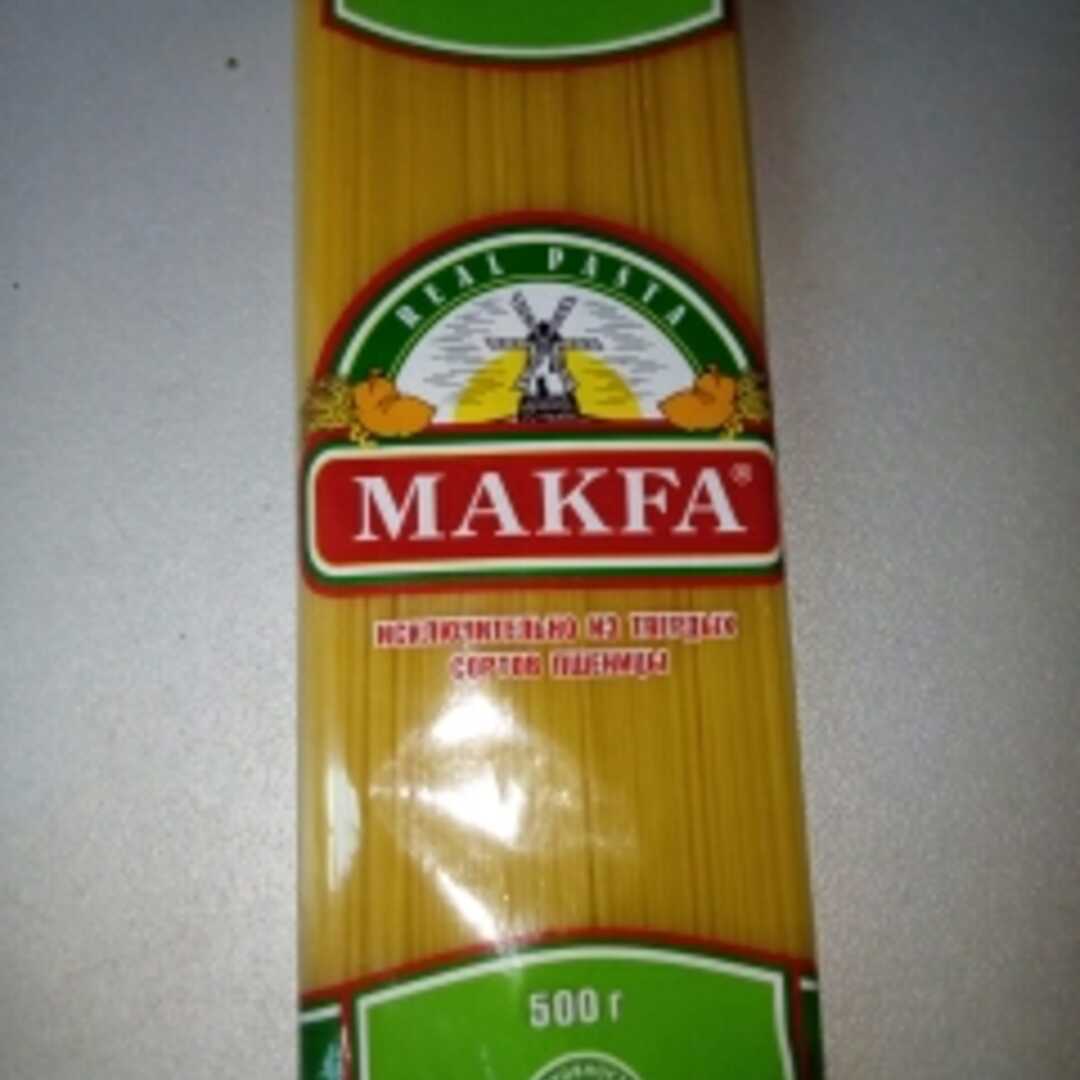 REAL PASTA
MAKFA®
ИСКЛЮЧИТЕЛЬНО ИЗ ТВЕРДЫХ
СОРТОВ ПШЕНИЦЫ
500 г